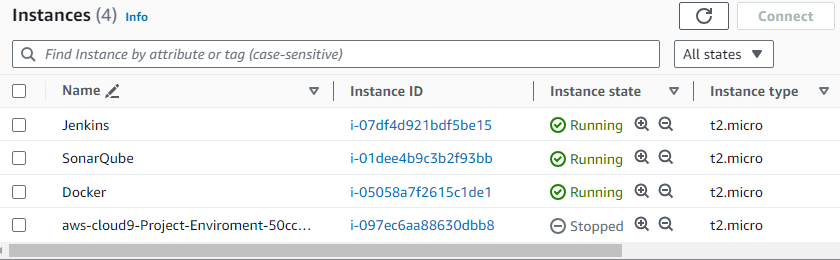 Instances (4) Info
Connect
Find Instance by attribute or tag (case-sensitive)
All states
Name Instance ID Instance state Instance type
Jenkins i-07df4d921bdf5be15 Running t2.micro
SonarQube i-01dee4b9c3b2f93bb Running t2.micro
Docker i-05058a7f2615c1de1 Running t2.micro
aws-cloud9-Project-Enviroment-50cc... i-097ec6aa88630dbb8 Stopped t2.micro